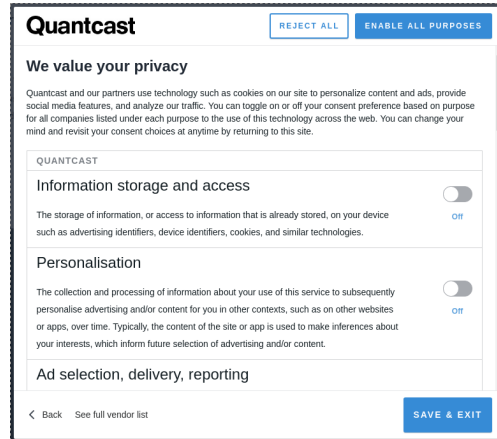 Quantcast
REJECT ALL
ENABLE ALL PURPOSES
We value your privacy
Quantcast and our partners use technology such as cookies on our site to personalize content and ads, provide
social media features, and analyze our traffic. You can toggle on or off your consent preference based on purpose
for all companies listed under each purpose to the use of this technology across the web. You can change your
mind and revisit your consent choices at anytime by returning to this site.
QUANTCAST
Information storage and access
The storage of information, or access to information that is already stored, on your device
such as advertising identifiers, device identifiers, cookies, and similar technologies.
Off
Personalisation
The collection and processing of information about your use of this service to subsequently
personalise advertising and/or content for you in other contexts, such as on other websites
or apps, over time. Typically, the content of the site or app is used to make inferences about
your interests, which inform future selection of advertising and/or content.
Off
Ad selection, delivery, reporting
Back
See full vendor list
SAVE & EXIT